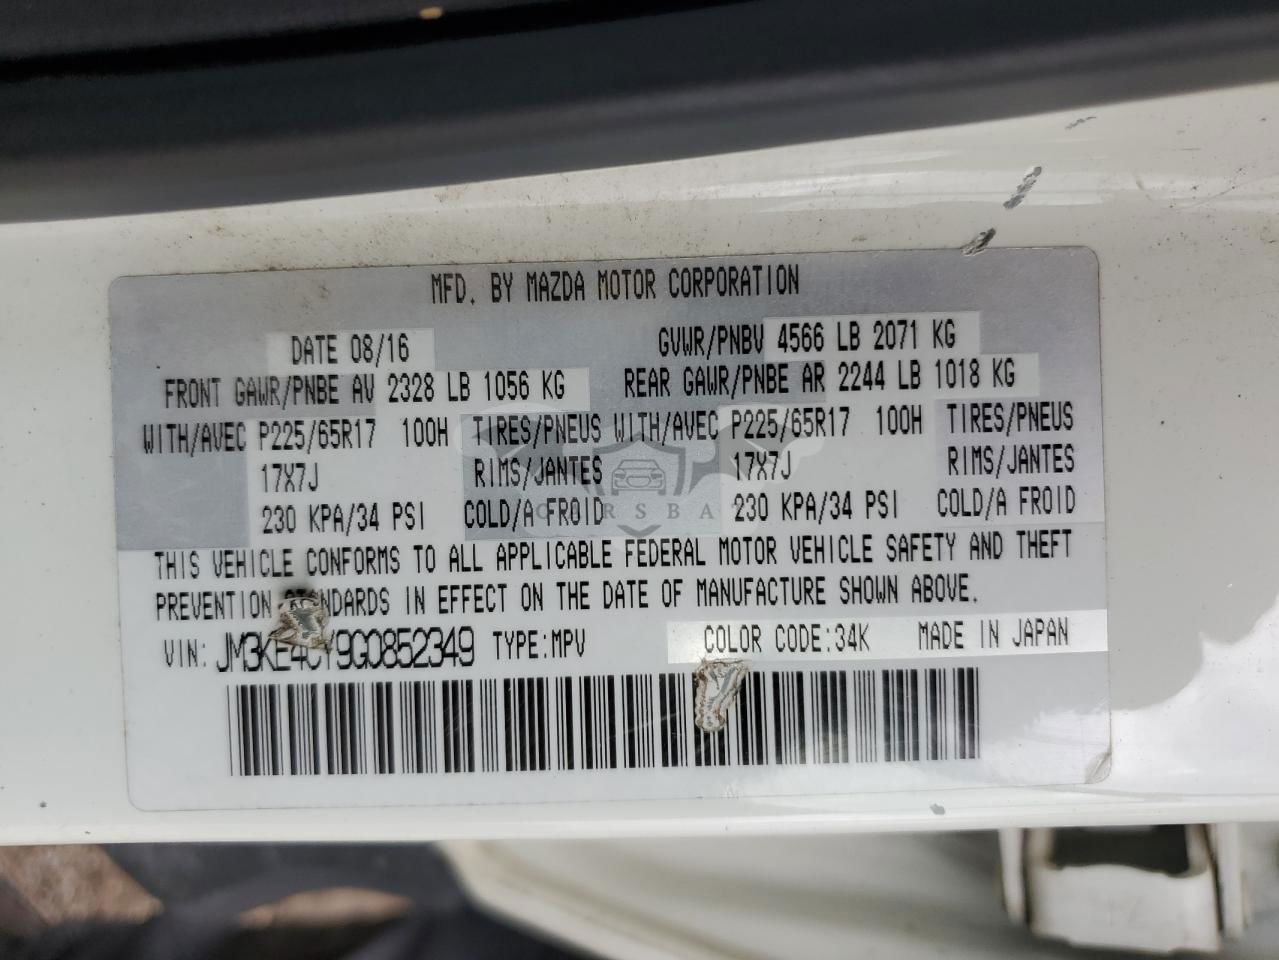 MFD. BY MAZDA MOTOR CORPORATION
DATE 08/16 GVWR/PNBV 4566 LB 2071 KG
FRONT GAWR/PNBE AV 2328 LB 1056 KG REAR GAWR/PNBE AR 2244 LB 1018 KG
WITH/AVEC P225/65R17 100H TIRES/PNEUS WITH/AVEC P225/65R17 100H TIRES/PNEUS
17X7J RIMS/JANTES 17X7J RIMS/JANTES
230 KPA/34 PSI COLD/A FROID 230 KPA/34 PSI COLD/A FROID
THIS VEHICLE CONFORMS TO ALL APPLICABLE FEDERAL MOTOR VEHICLE SAFETY AND THEFT
PREVENTION STANDARDS IN EFFECT ON THE DATE OF MANUFACTURE SHOWN ABOVE.
VIN: JM3KE4CY9G0852349 TYPE:MPV COLOR CODE:34K MADE IN JAPAN